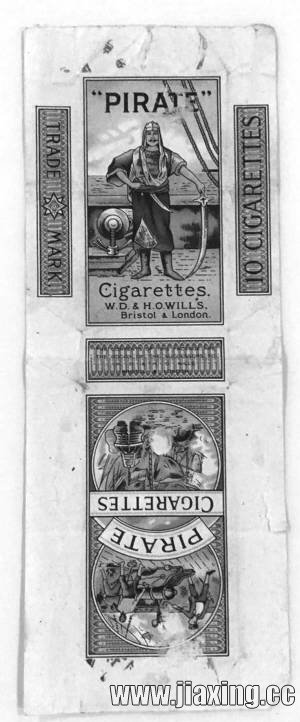 "PIRATE"
TRADE MARK
10 CIGARETTES
Cigarettes.
W.D. & H.O. WILLS,
Bristol & London.
CIGARETTES
PIRATE
www.jiaxing.cc